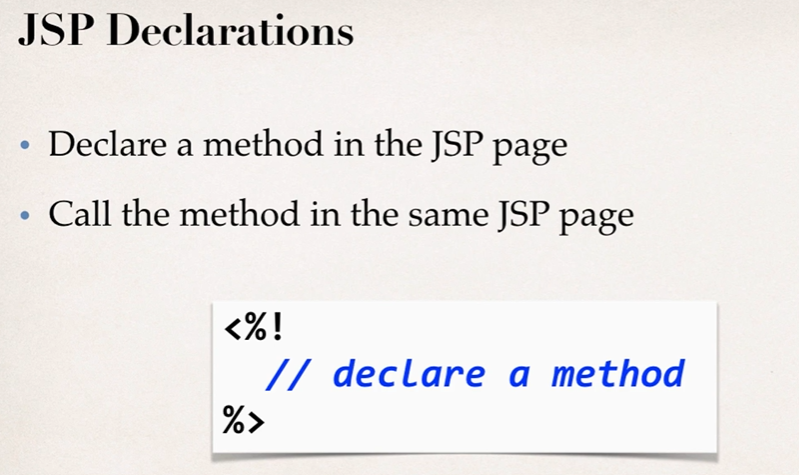 JSP Declarations
• Declare a method in the JSP page
• Call the method in the same JSP page
<%!
// declare a method
%>